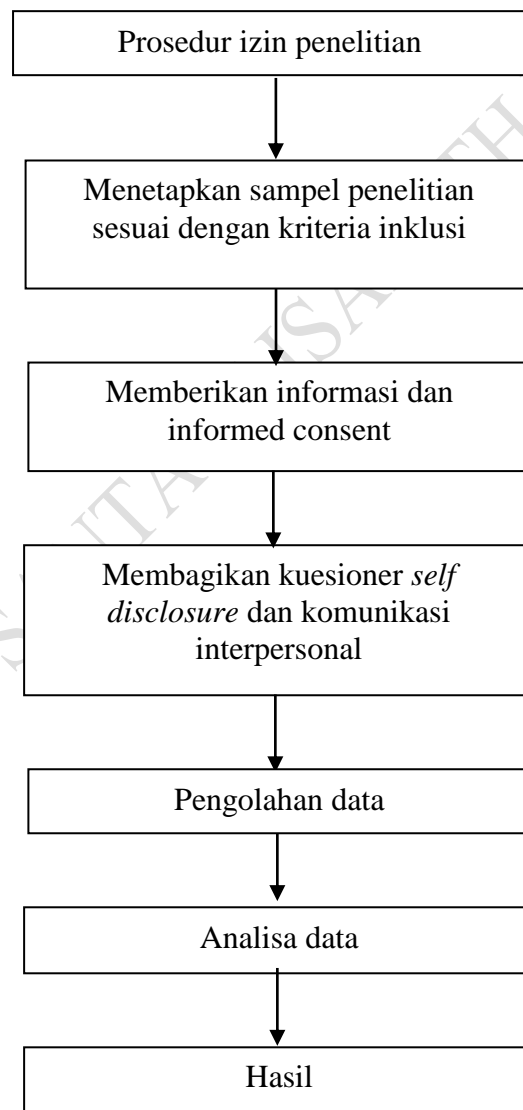 Prosedur izin penelitian
Menetapkan sampel penelitian
sesuai dengan kriteria inklusi
Memberikan informasi dan
informed consent
Membagikan kuesioner self
disclosure dan komunikasi
interpersonal
Pengolahan data
Analisa data
Hasil